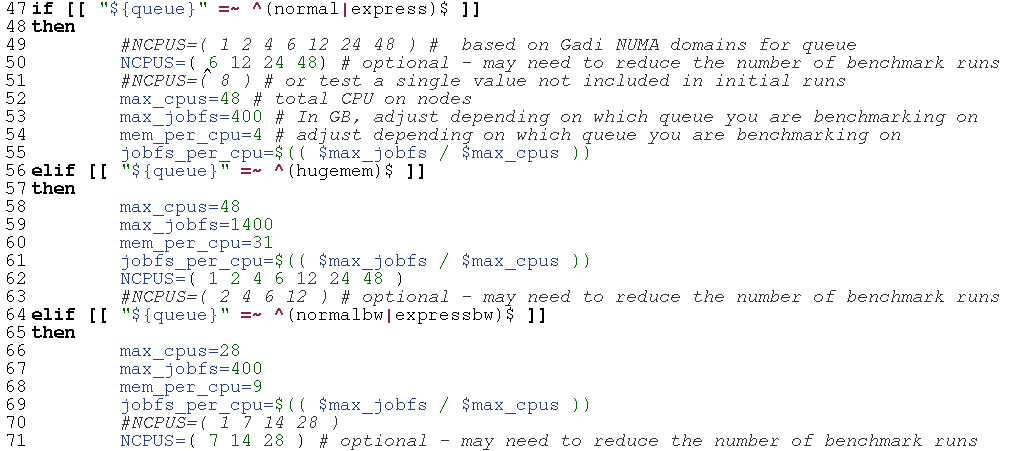 47 if [[ "${queue}" =~ ^(normal|express)$ ]]
48 then
49         #NCPUS=( 1 2 4 6 12 24 48 ) #  based on Gadi NUMA domains for queue
50         NCPUS=( 6 12 24 48) # optional - may need to reduce the number of benchmark runs
51         #NCPUS=( 8 ) # or test a single value not included in initial runs
52         max_cpus=48 # total CPU on nodes
53         max_jobfs=400 # In GB, adjust depending on which queue you are benchmarking on
54         mem_per_cpu=4 # adjust depending on which queue you are benchmarking on
55         jobfs_per_cpu=$(( $max_jobfs / $max_cpus ))
56 elif [[ "${queue}" =~ ^(hugemem)$ ]]
57 then
58         max_cpus=48
59         max_jobfs=1400
60         mem_per_cpu=31
61         jobfs_per_cpu=$(( $max_jobfs / $max_cpus ))
62         NCPUS=( 1 2 4 6 12 24 48 )
63         #NCPUS=( 2 4 6 12 ) # optional - may need to reduce the number of benchmark runs
64 elif [[ "${queue}" =~ ^(normalbw|expressbw)$ ]]
65 then
66         max_cpus=28
67         max_jobfs=400
68         mem_per_cpu=9
69         jobfs_per_cpu=$(( $max_jobfs / $max_cpus ))
70         #NCPUS=( 1 7 14 28 )
71         NCPUS=( 7 14 28 ) # optional - may need to reduce the number of benchmark runs